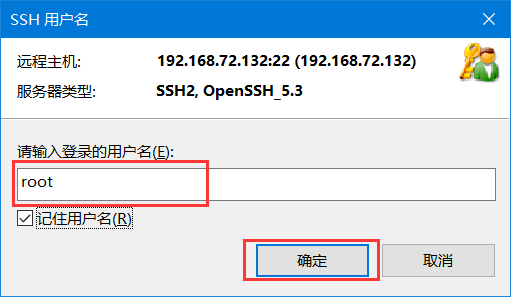 SSH 用户名
远程主机: 192.168.72.132:22 (192.168.72.132)
服务器类型: SSH2, OpenSSH_5.3
请输入登录的用户名(E):
root
记住用户名(R)
确定 取消